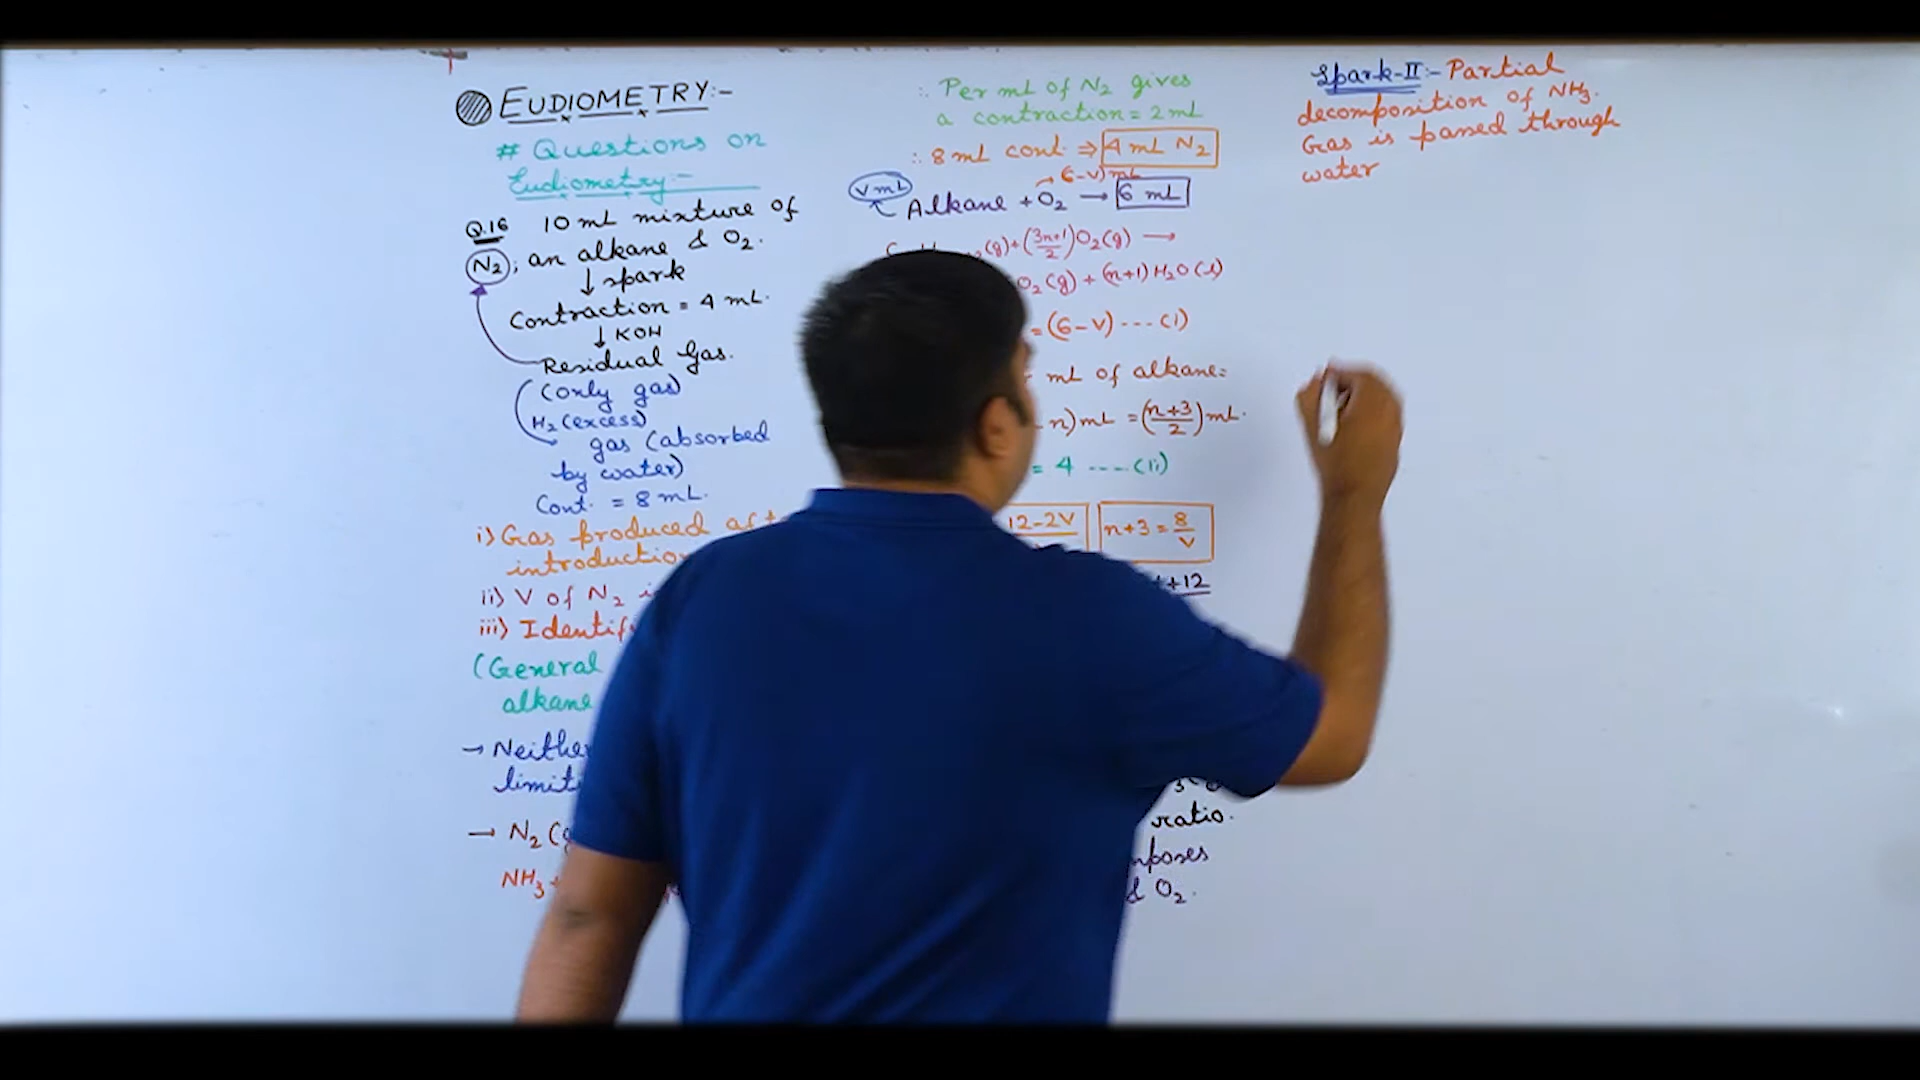 EUDIOMETRY:-
# Questions on
Eudiometry:-
Q.16 10 mL mixture of
N2; an alkane & O2.
↓ spark
Contraction = 4 mL.
↓ KOH
Residual Gas.
(only gas)
H2 (excess)
gas (absorbed
by water)
Cont. = 8 mL.
i) Gas produced
introduction
ii) V of N2
iii)
(General
alkane
→ Neither
→ N2
NH3 +
∴ Per mL of N2 gives
a contraction = 2 mL
∴ 8 mL cont. ⇒ 4 mL N2
→ (6-V) mL
V mL Alkane + O2 → 6 mL
(g) + (3n+1/2) O2 (g) →
O2 (g) + (n+1) H2O (l)
= (6-V) ---- (i)
mL of alkane =
n) mL = (n+3/2) mL.
= 4 ---- (ii)
12-2V n+3 = 8/V
+12
ratio.
& O2.
Spark-II:- Partial
decomposition of NH3.
Gas is passed through
water